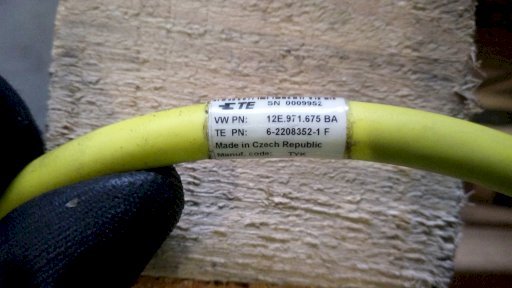 TE SN 0009952
VW PN: 12E.971.675 BA
TE PN: 6-2208352-1 F
Made in Czech Republic
Manuf. code: TYK